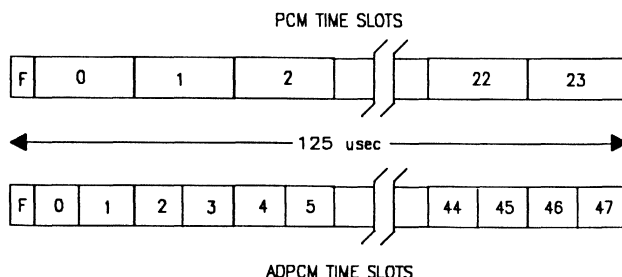 PCM TIME SLOTS
F 0 1 2 22 23
125 usec
F 0 1 2 3 4 5 44 45 46 47
ADPCM TIME SLOTS